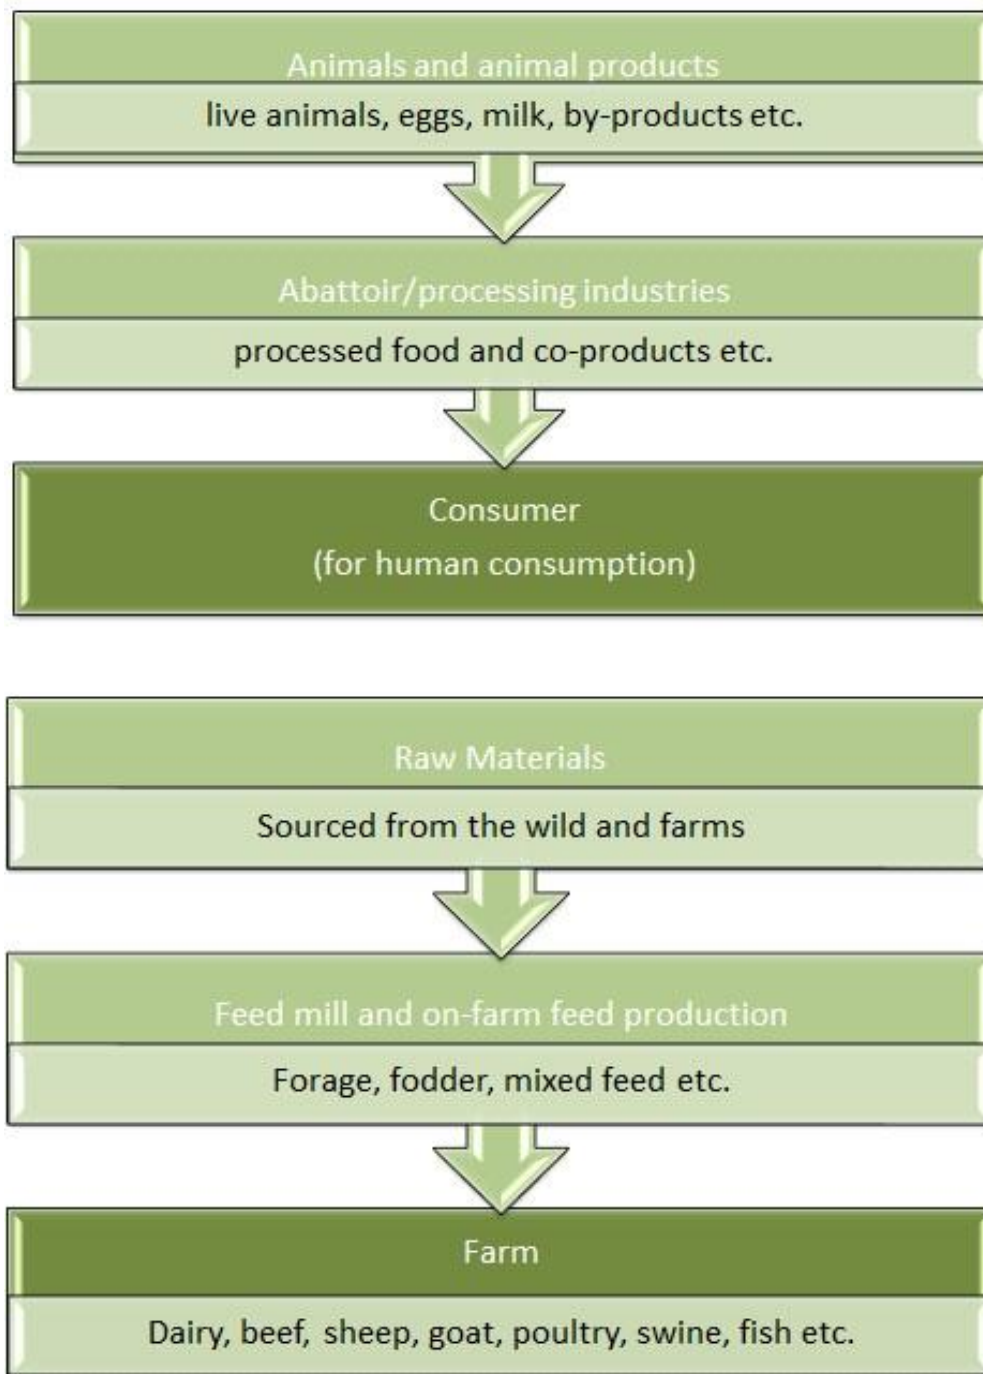 Animals and animal products
live animals, eggs, milk, by-products etc.
Abattoir/processing industries
processed food and co-products etc.
Consumer
(for human consumption)
Raw Materials
Sourced from the wild and farms
Feed mill and on-farm feed production
Forage, fodder, mixed feed etc.
Farm
Dairy, beef, sheep, goat, poultry, swine, fish etc.